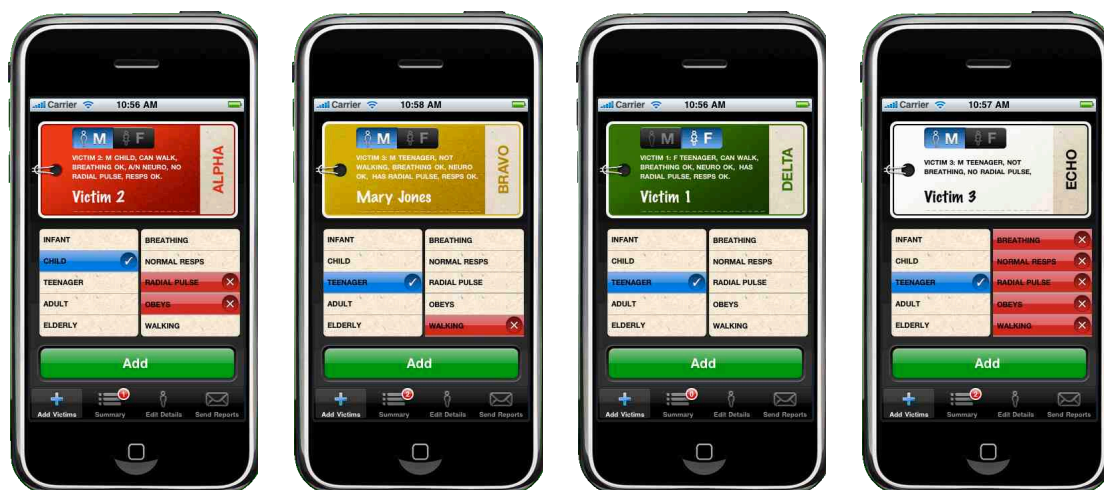 Carrier 10:56 AM
M F
VICTIM 2: M CHILD, CAN WALK,
BREATHING OK, A/N NEURO, NO
RADIAL PULSE, RESPS OK.
Victim 2
ALPHA
INFANT
CHILD
TEENAGER
ADULT
ELDERLY
BREATHING
NORMAL RESPS
RADIAL PULSE
OBEYS
WALKING
Add
1
Add Victims Summary Edit Details Send Reports
Carrier 10:58 AM
M F
VICTIM 3: M TEENAGER, NOT
WALKING, BREATHING OK, NEURO
OK, HAS RADIAL PULSE, RESPS OK.
Mary Jones
BRAVO
INFANT
CHILD
TEENAGER
ADULT
ELDERLY
BREATHING
NORMAL RESPS
RADIAL PULSE
OBEYS
WALKING
Add
2
Add Victims Summary Edit Details Send Reports
Carrier 10:56 AM
M F
VICTIM 1: F TEENAGER, CAN WALK,
BREATHING OK, NEURO OK, HAS
RADIAL PULSE, RESPS OK.
Victim 1
DELTA
INFANT
CHILD
TEENAGER
ADULT
ELDERLY
BREATHING
NORMAL RESPS
RADIAL PULSE
OBEYS
WALKING
Add
0
Add Victims Summary Edit Details Send Reports
Carrier 10:57 AM
M F
VICTIM 3: M TEENAGER, NOT
BREATHING, NO RADIAL PULSE,
Victim 3
ECHO
INFANT
CHILD
TEENAGER
ADULT
ELDERLY
BREATHING
NORMAL RESPS
RADIAL PULSE
OBEYS
WALKING
Add
2
Add Victims Summary Edit Details Send Reports